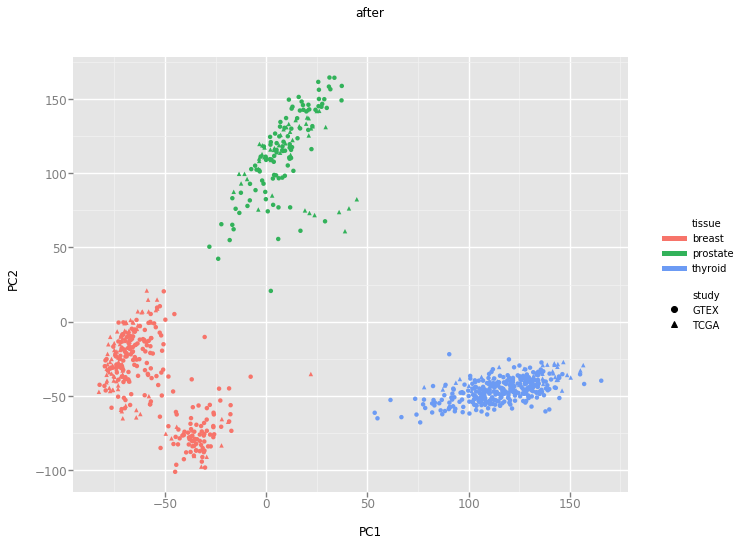 after
PC2
150
100
50
0
−50
−100
−50
0
50
100
150
PC1
tissue
breast
prostate
thyroid
study
GTEX
TCGA